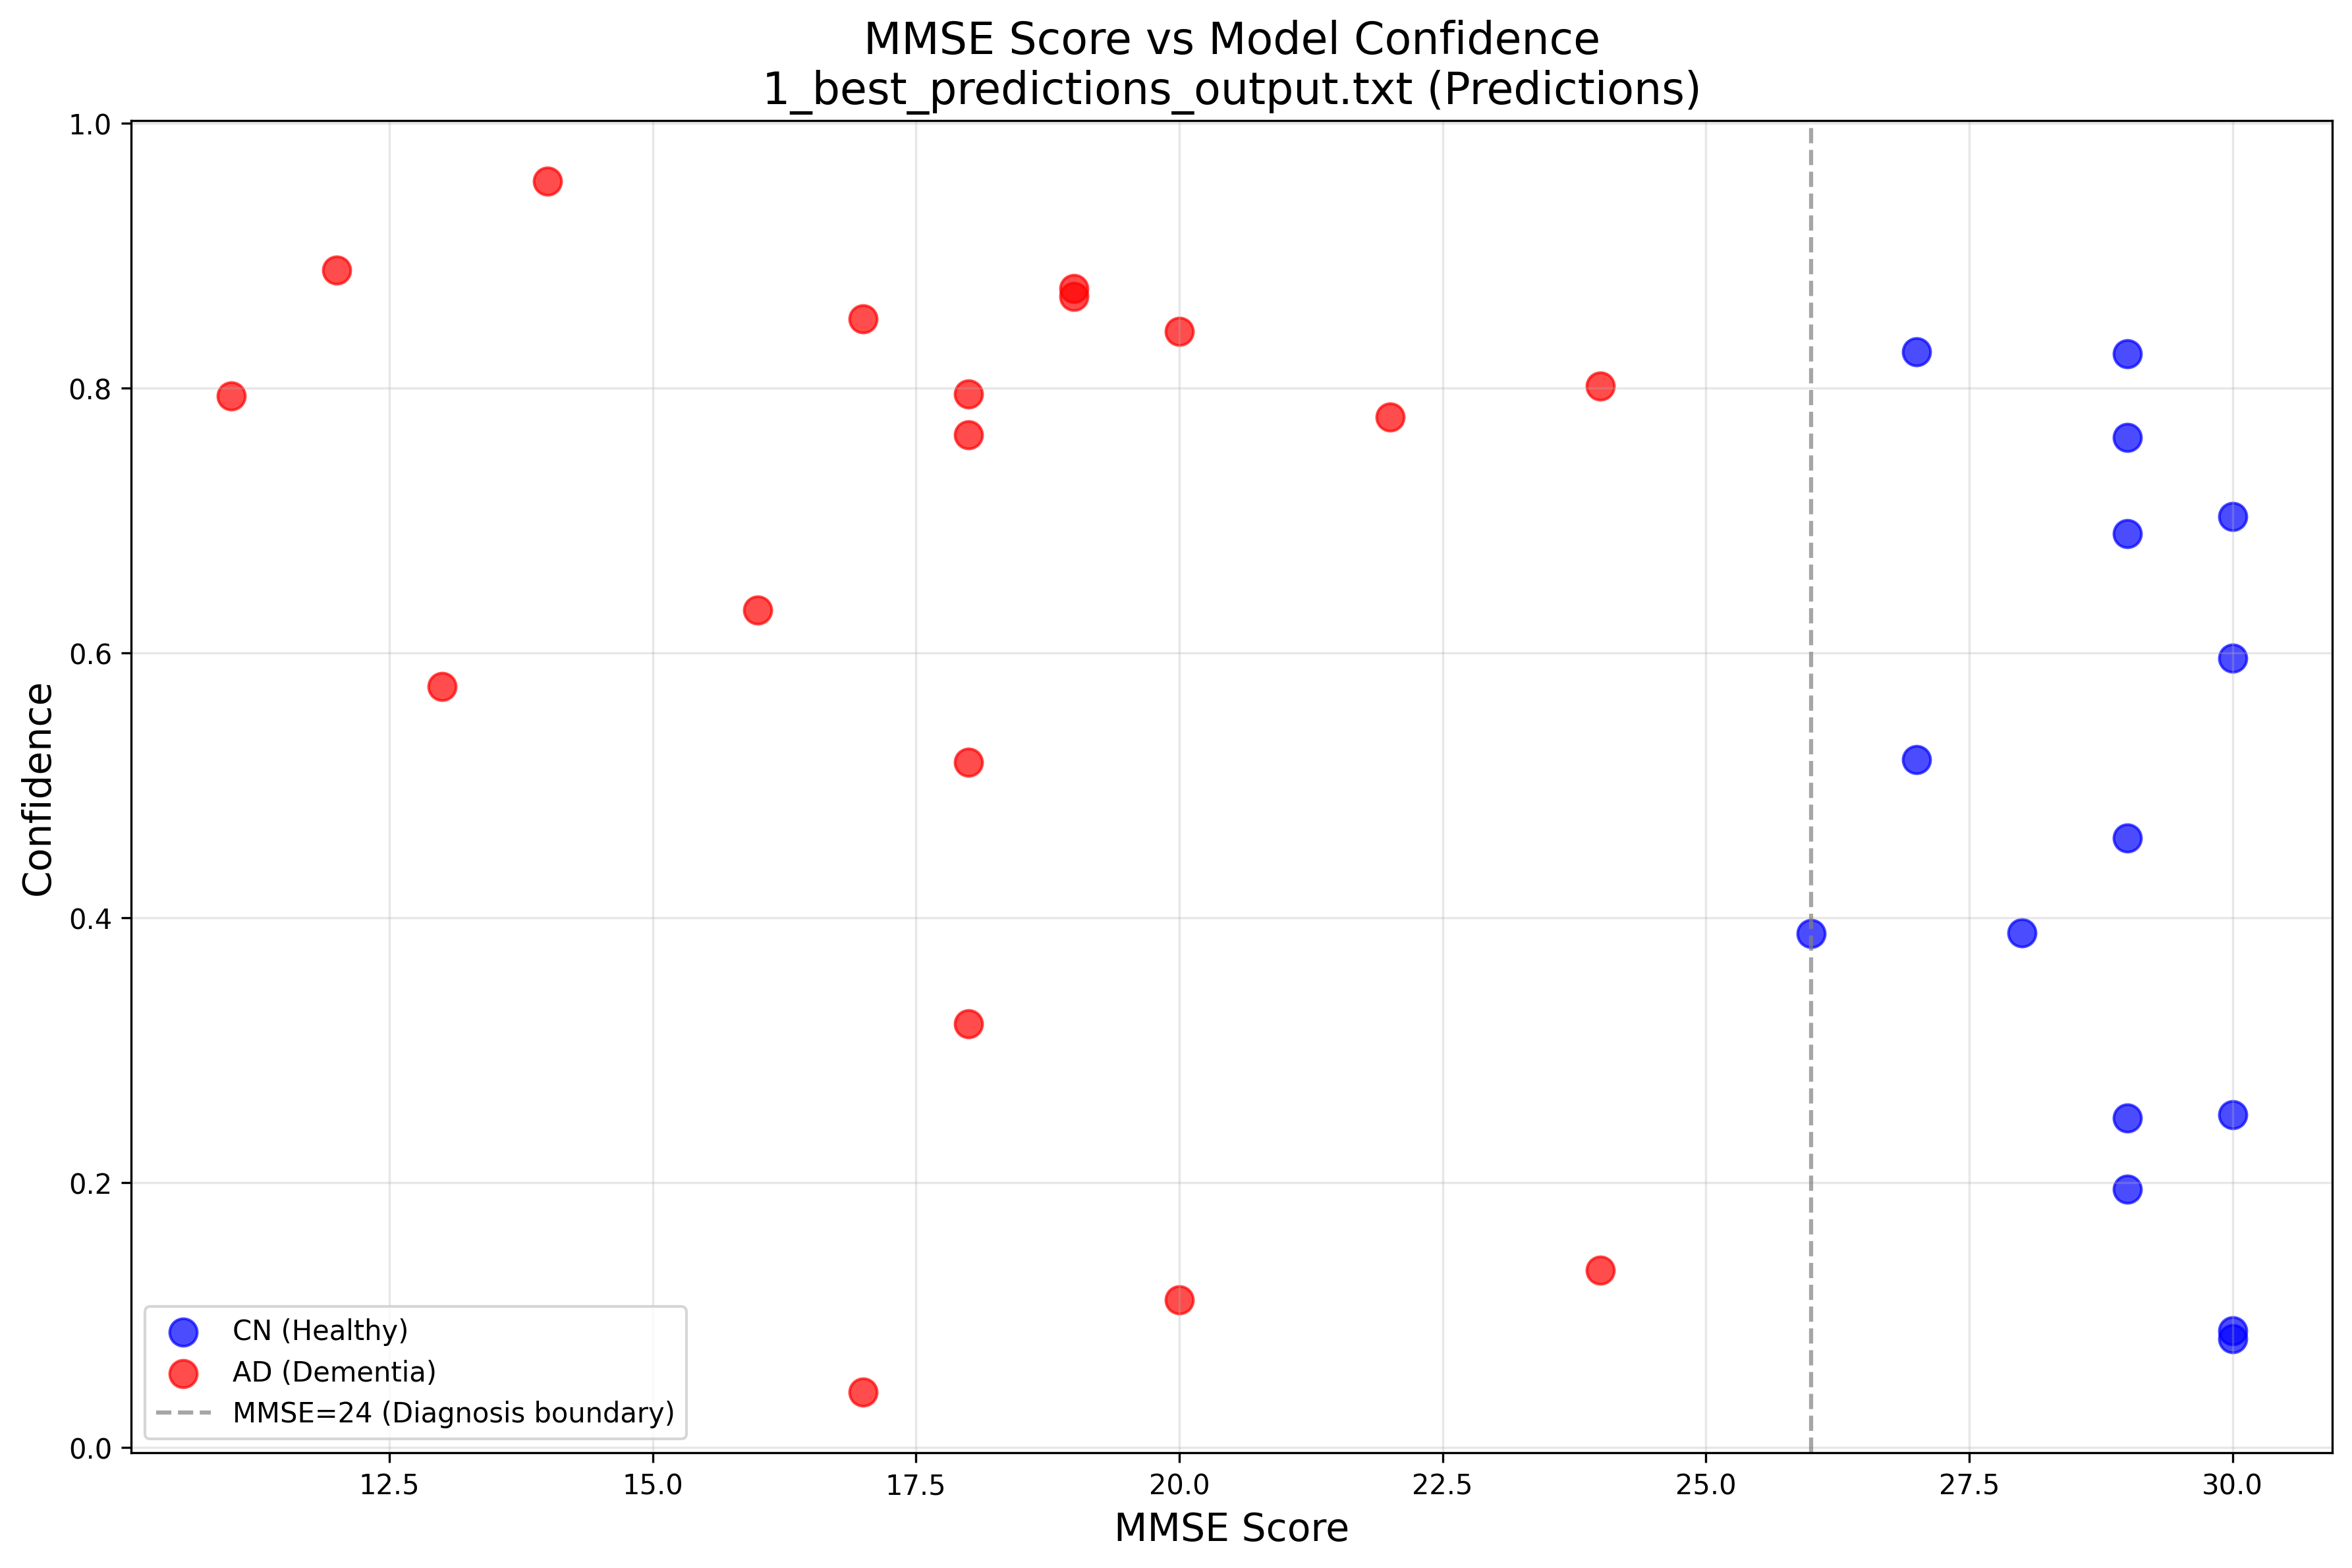 MMSE Score vs Model Confidence
1_best_predictions_output.txt (Predictions)
1.0
0.8
0.6
0.4
0.2
0.0
Confidence
CN (Healthy)
AD (Dementia)
MMSE=24 (Diagnosis boundary)
12.5 15.0 17.5 20.0 22.5 25.0 27.5 30.0
MMSE Score